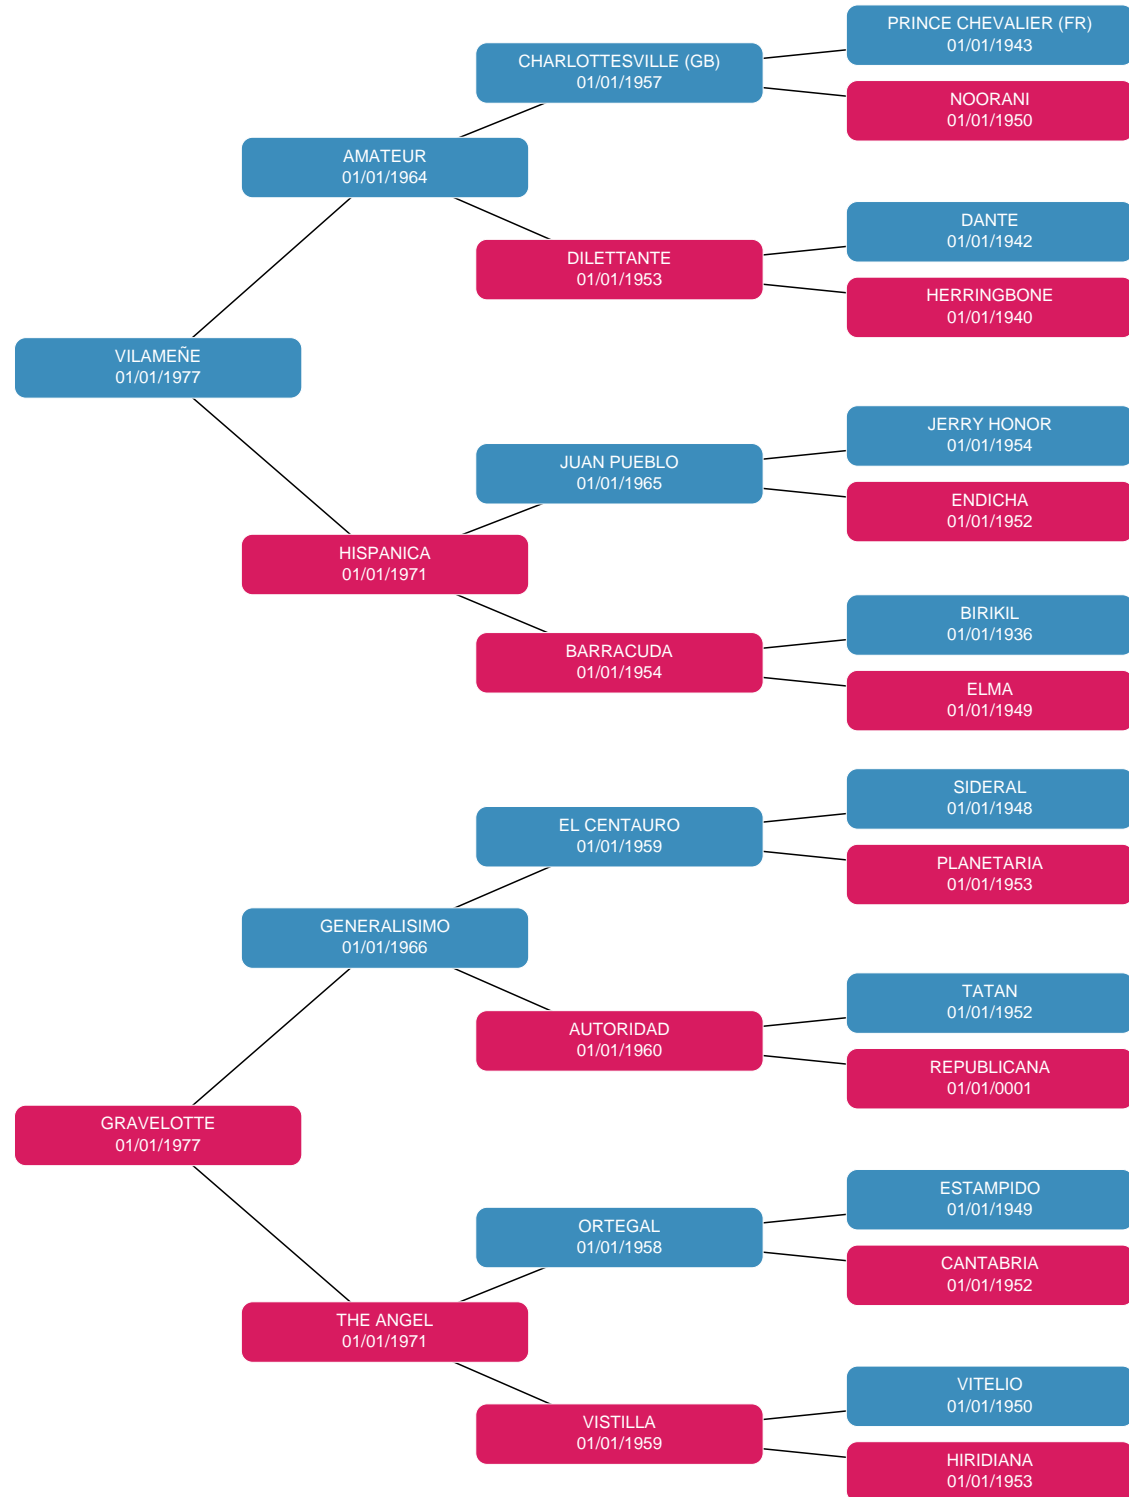 PRINCE CHEVALIER (FR)
01/01/1943
CHARLOTTESVILLE (GB)
01/01/1957
NOORANI
01/01/1950
AMATEUR
01/01/1964
DANTE
01/01/1942
DILETTANTE
01/01/1953
HERRINGBONE
01/01/1940
VILAMEÑE
01/01/1977
JERRY HONOR
01/01/1954
JUAN PUEBLO
01/01/1965
ENDICHA
01/01/1952
HISPANICA
01/01/1971
BIRIKIL
01/01/1936
BARRACUDA
01/01/1954
ELMA
01/01/1949
SIDERAL
01/01/1948
EL CENTAURO
01/01/1959
PLANETARIA
01/01/1953
GENERALISIMO
01/01/1966
TATAN
01/01/1952
AUTORIDAD
01/01/1960
REPUBLICANA
01/01/0001
GRAVELOTTE
01/01/1977
ESTAMPIDO
01/01/1949
ORTEGAL
01/01/1958
CANTABRIA
01/01/1952
THE ANGEL
01/01/1971
VITELIO
01/01/1950
VISTILLA
01/01/1959
HIRIDIANA
01/01/1953